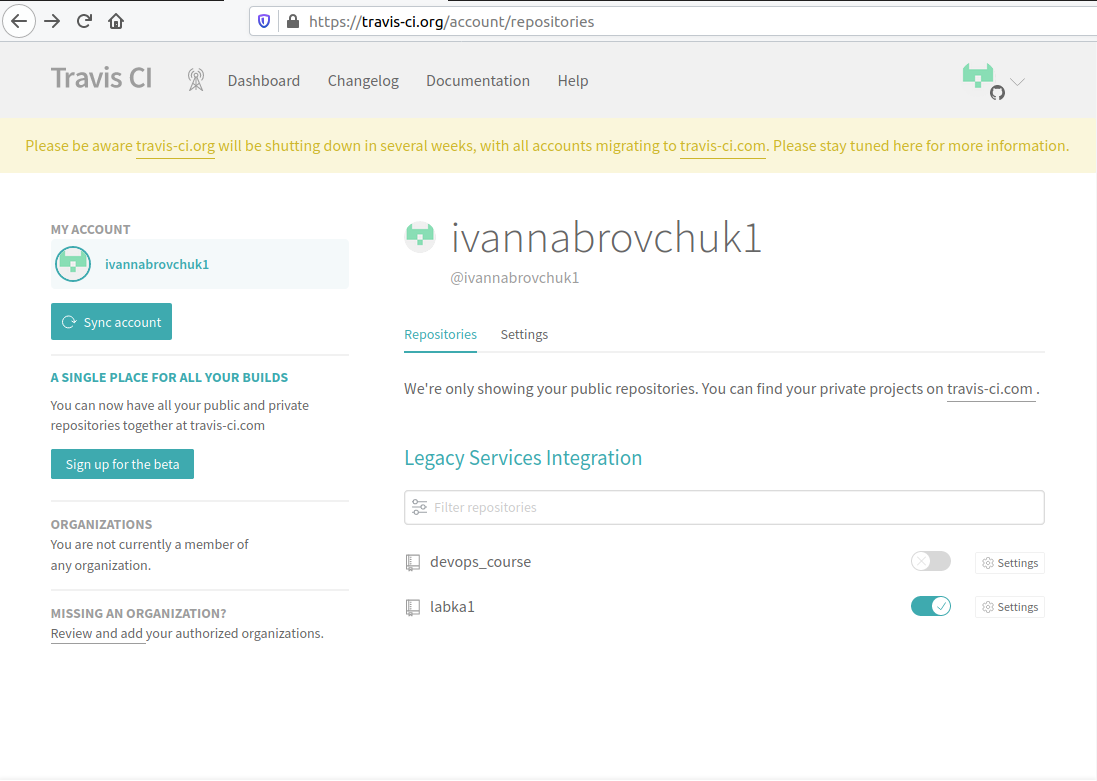 https://travis-ci.org/account/repositories
Travis CI Dashboard Changelog Documentation Help
Please be aware travis-ci.org will be shutting down in several weeks, with all accounts migrating to travis-ci.com. Please stay tuned here for more information.
MY ACCOUNT
ivannabrovchuk1
Sync account
A SINGLE PLACE FOR ALL YOUR BUILDS
You can now have all your public and private
repositories together at travis-ci.com
Sign up for the beta
ORGANIZATIONS
You are not currently a member of
any organization.
MISSING AN ORGANIZATION?
Review and add your authorized organizations.
ivannabrovchuk1
@ivannabrovchuk1
Repositories Settings
We're only showing your public repositories. You can find your private projects on travis-ci.com .
Legacy Services Integration
Filter repositories
devops_course Settings
labka1 Settings